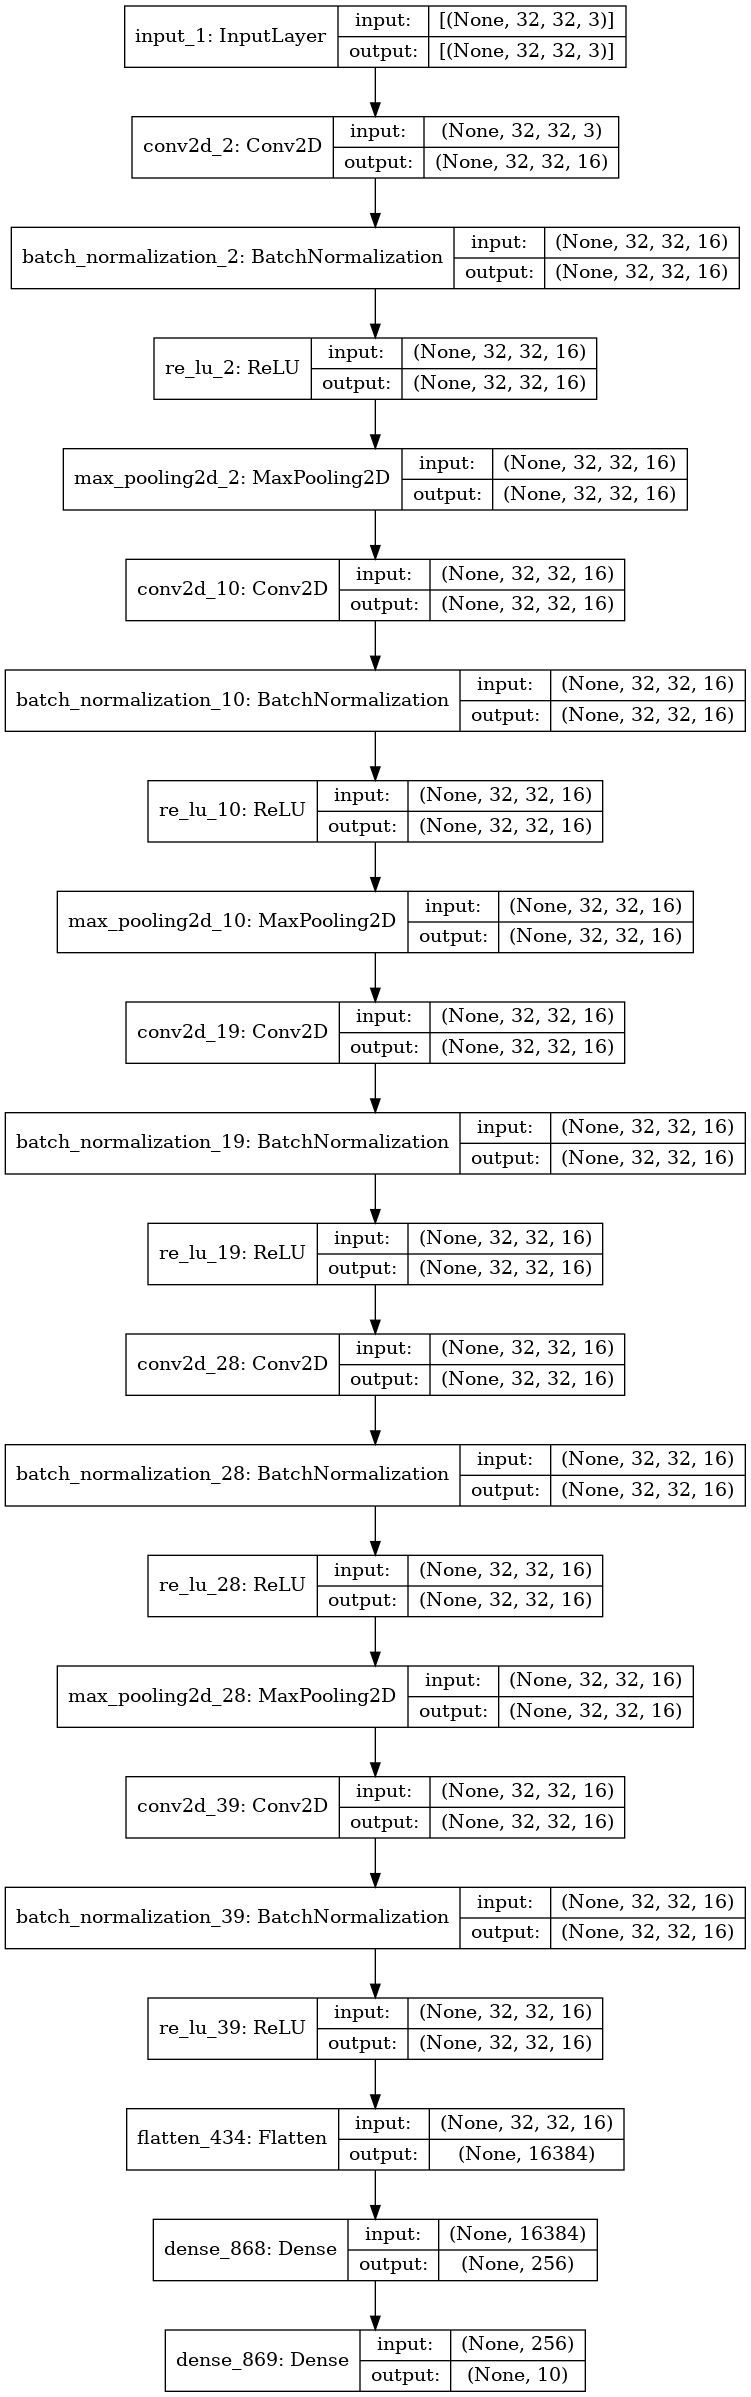 input_1: InputLayer
input: [(None, 32, 32, 3)]
output: [(None, 32, 32, 3)]
conv2d_2: Conv2D
input: (None, 32, 32, 3)
output: (None, 32, 32, 16)
batch_normalization_2: BatchNormalization
input: (None, 32, 32, 16)
output: (None, 32, 32, 16)
re_lu_2: ReLU
input: (None, 32, 32, 16)
output: (None, 32, 32, 16)
max_pooling2d_2: MaxPooling2D
input: (None, 32, 32, 16)
output: (None, 32, 32, 16)
conv2d_10: Conv2D
input: (None, 32, 32, 16)
output: (None, 32, 32, 16)
batch_normalization_10: BatchNormalization
input: (None, 32, 32, 16)
output: (None, 32, 32, 16)
re_lu_10: ReLU
input: (None, 32, 32, 16)
output: (None, 32, 32, 16)
max_pooling2d_10: MaxPooling2D
input: (None, 32, 32, 16)
output: (None, 32, 32, 16)
conv2d_19: Conv2D
input: (None, 32, 32, 16)
output: (None, 32, 32, 16)
batch_normalization_19: BatchNormalization
input: (None, 32, 32, 16)
output: (None, 32, 32, 16)
re_lu_19: ReLU
input: (None, 32, 32, 16)
output: (None, 32, 32, 16)
conv2d_28: Conv2D
input: (None, 32, 32, 16)
output: (None, 32, 32, 16)
batch_normalization_28: BatchNormalization
input: (None, 32, 32, 16)
output: (None, 32, 32, 16)
re_lu_28: ReLU
input: (None, 32, 32, 16)
output: (None, 32, 32, 16)
max_pooling2d_28: MaxPooling2D
input: (None, 32, 32, 16)
output: (None, 32, 32, 16)
conv2d_39: Conv2D
input: (None, 32, 32, 16)
output: (None, 32, 32, 16)
batch_normalization_39: BatchNormalization
input: (None, 32, 32, 16)
output: (None, 32, 32, 16)
re_lu_39: ReLU
input: (None, 32, 32, 16)
output: (None, 32, 32, 16)
flatten_434: Flatten
input: (None, 32, 32, 16)
output: (None, 16384)
dense_868: Dense
input: (None, 16384)
output: (None, 256)
dense_869: Dense
input: (None, 256)
output: (None, 10)